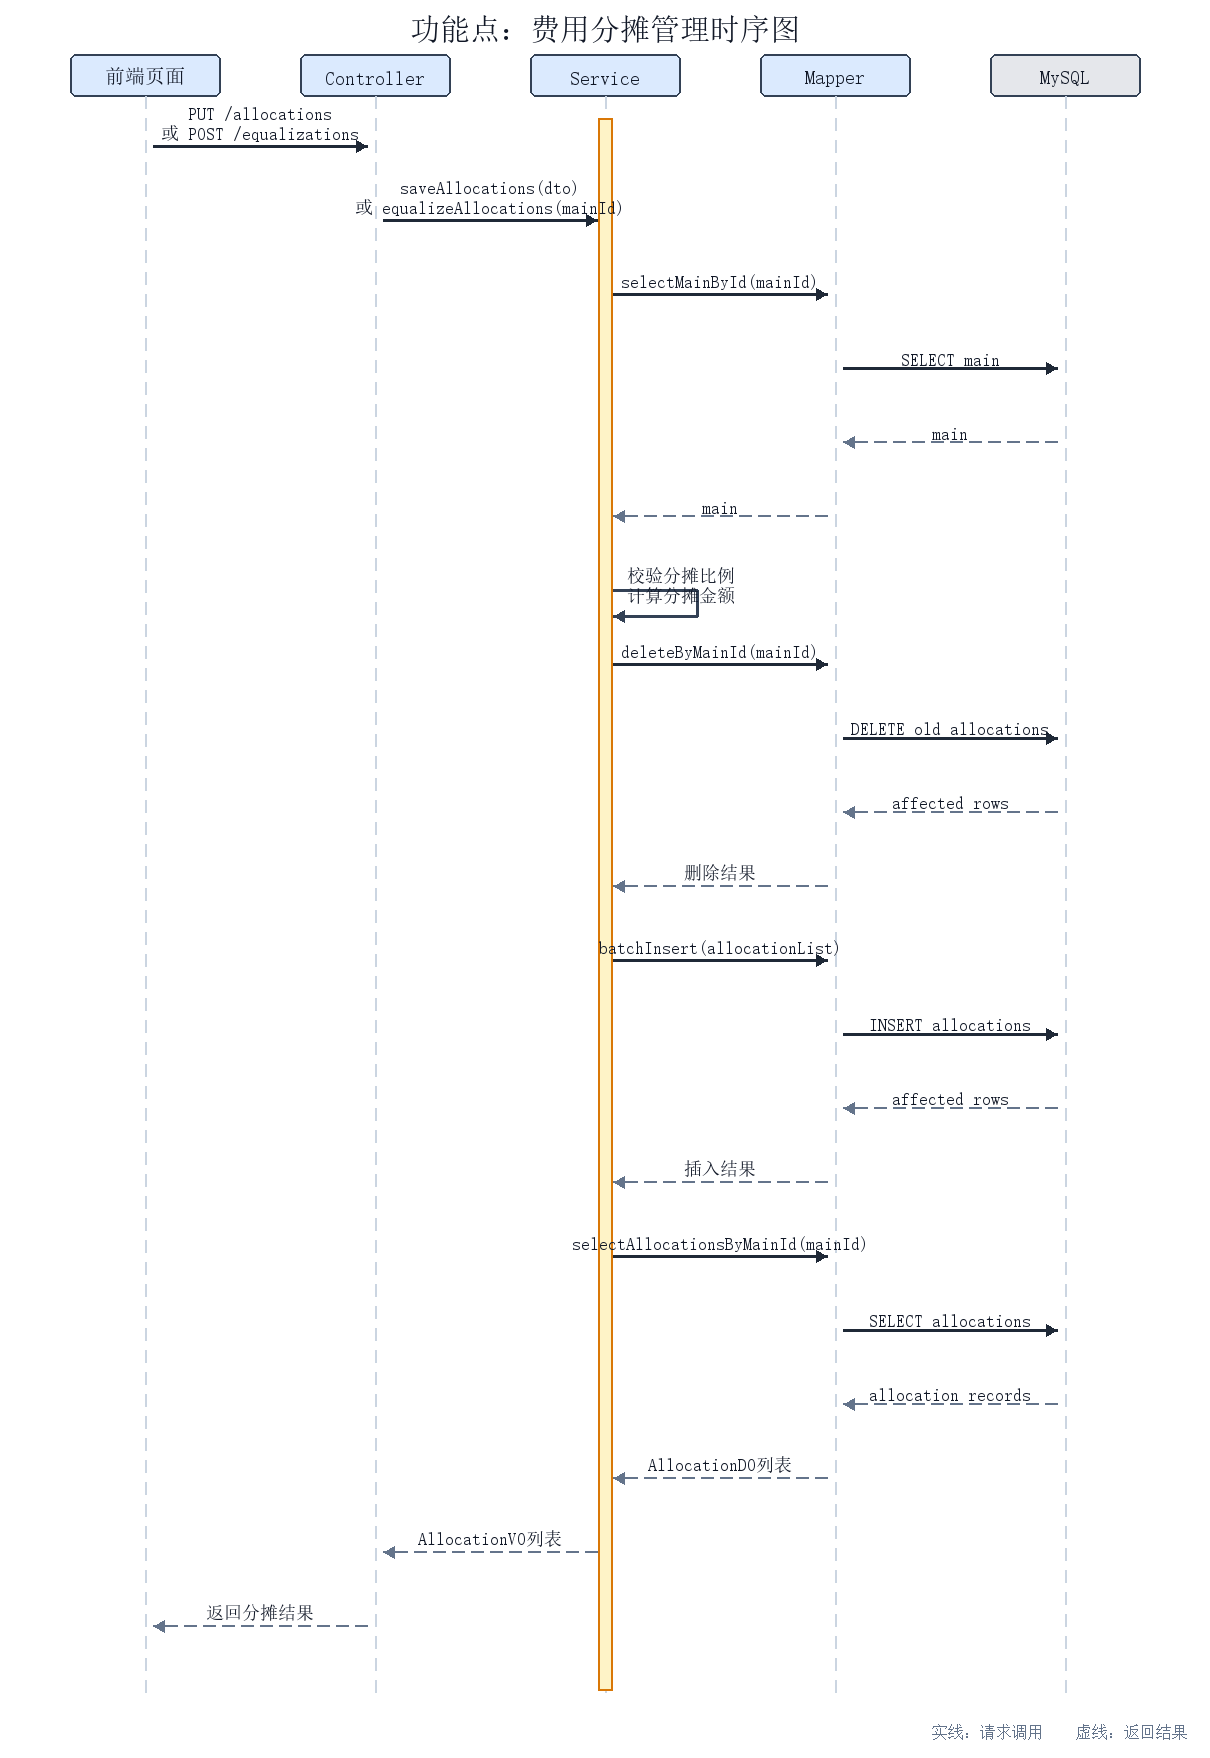 功能点：费用分摊管理时序图
前端页面
Controller
Service
Mapper
MySQL
PUT /allocations
或 POST /equalizations
saveAllocations(dto)
或 equalizeAllocations(mainId)
selectMainById(mainId)
SELECT main
main
main
校验分摊比例
计算分摊金额
deleteByMainId(mainId)
DELETE old allocations
affected rows
删除结果
batchInsert(allocationList)
INSERT allocations
affected rows
插入结果
selectAllocationsByMainId(mainId)
SELECT allocations
allocation records
AllocationDO列表
AllocationVO列表
返回分摊结果
实线：请求调用 虚线：返回结果